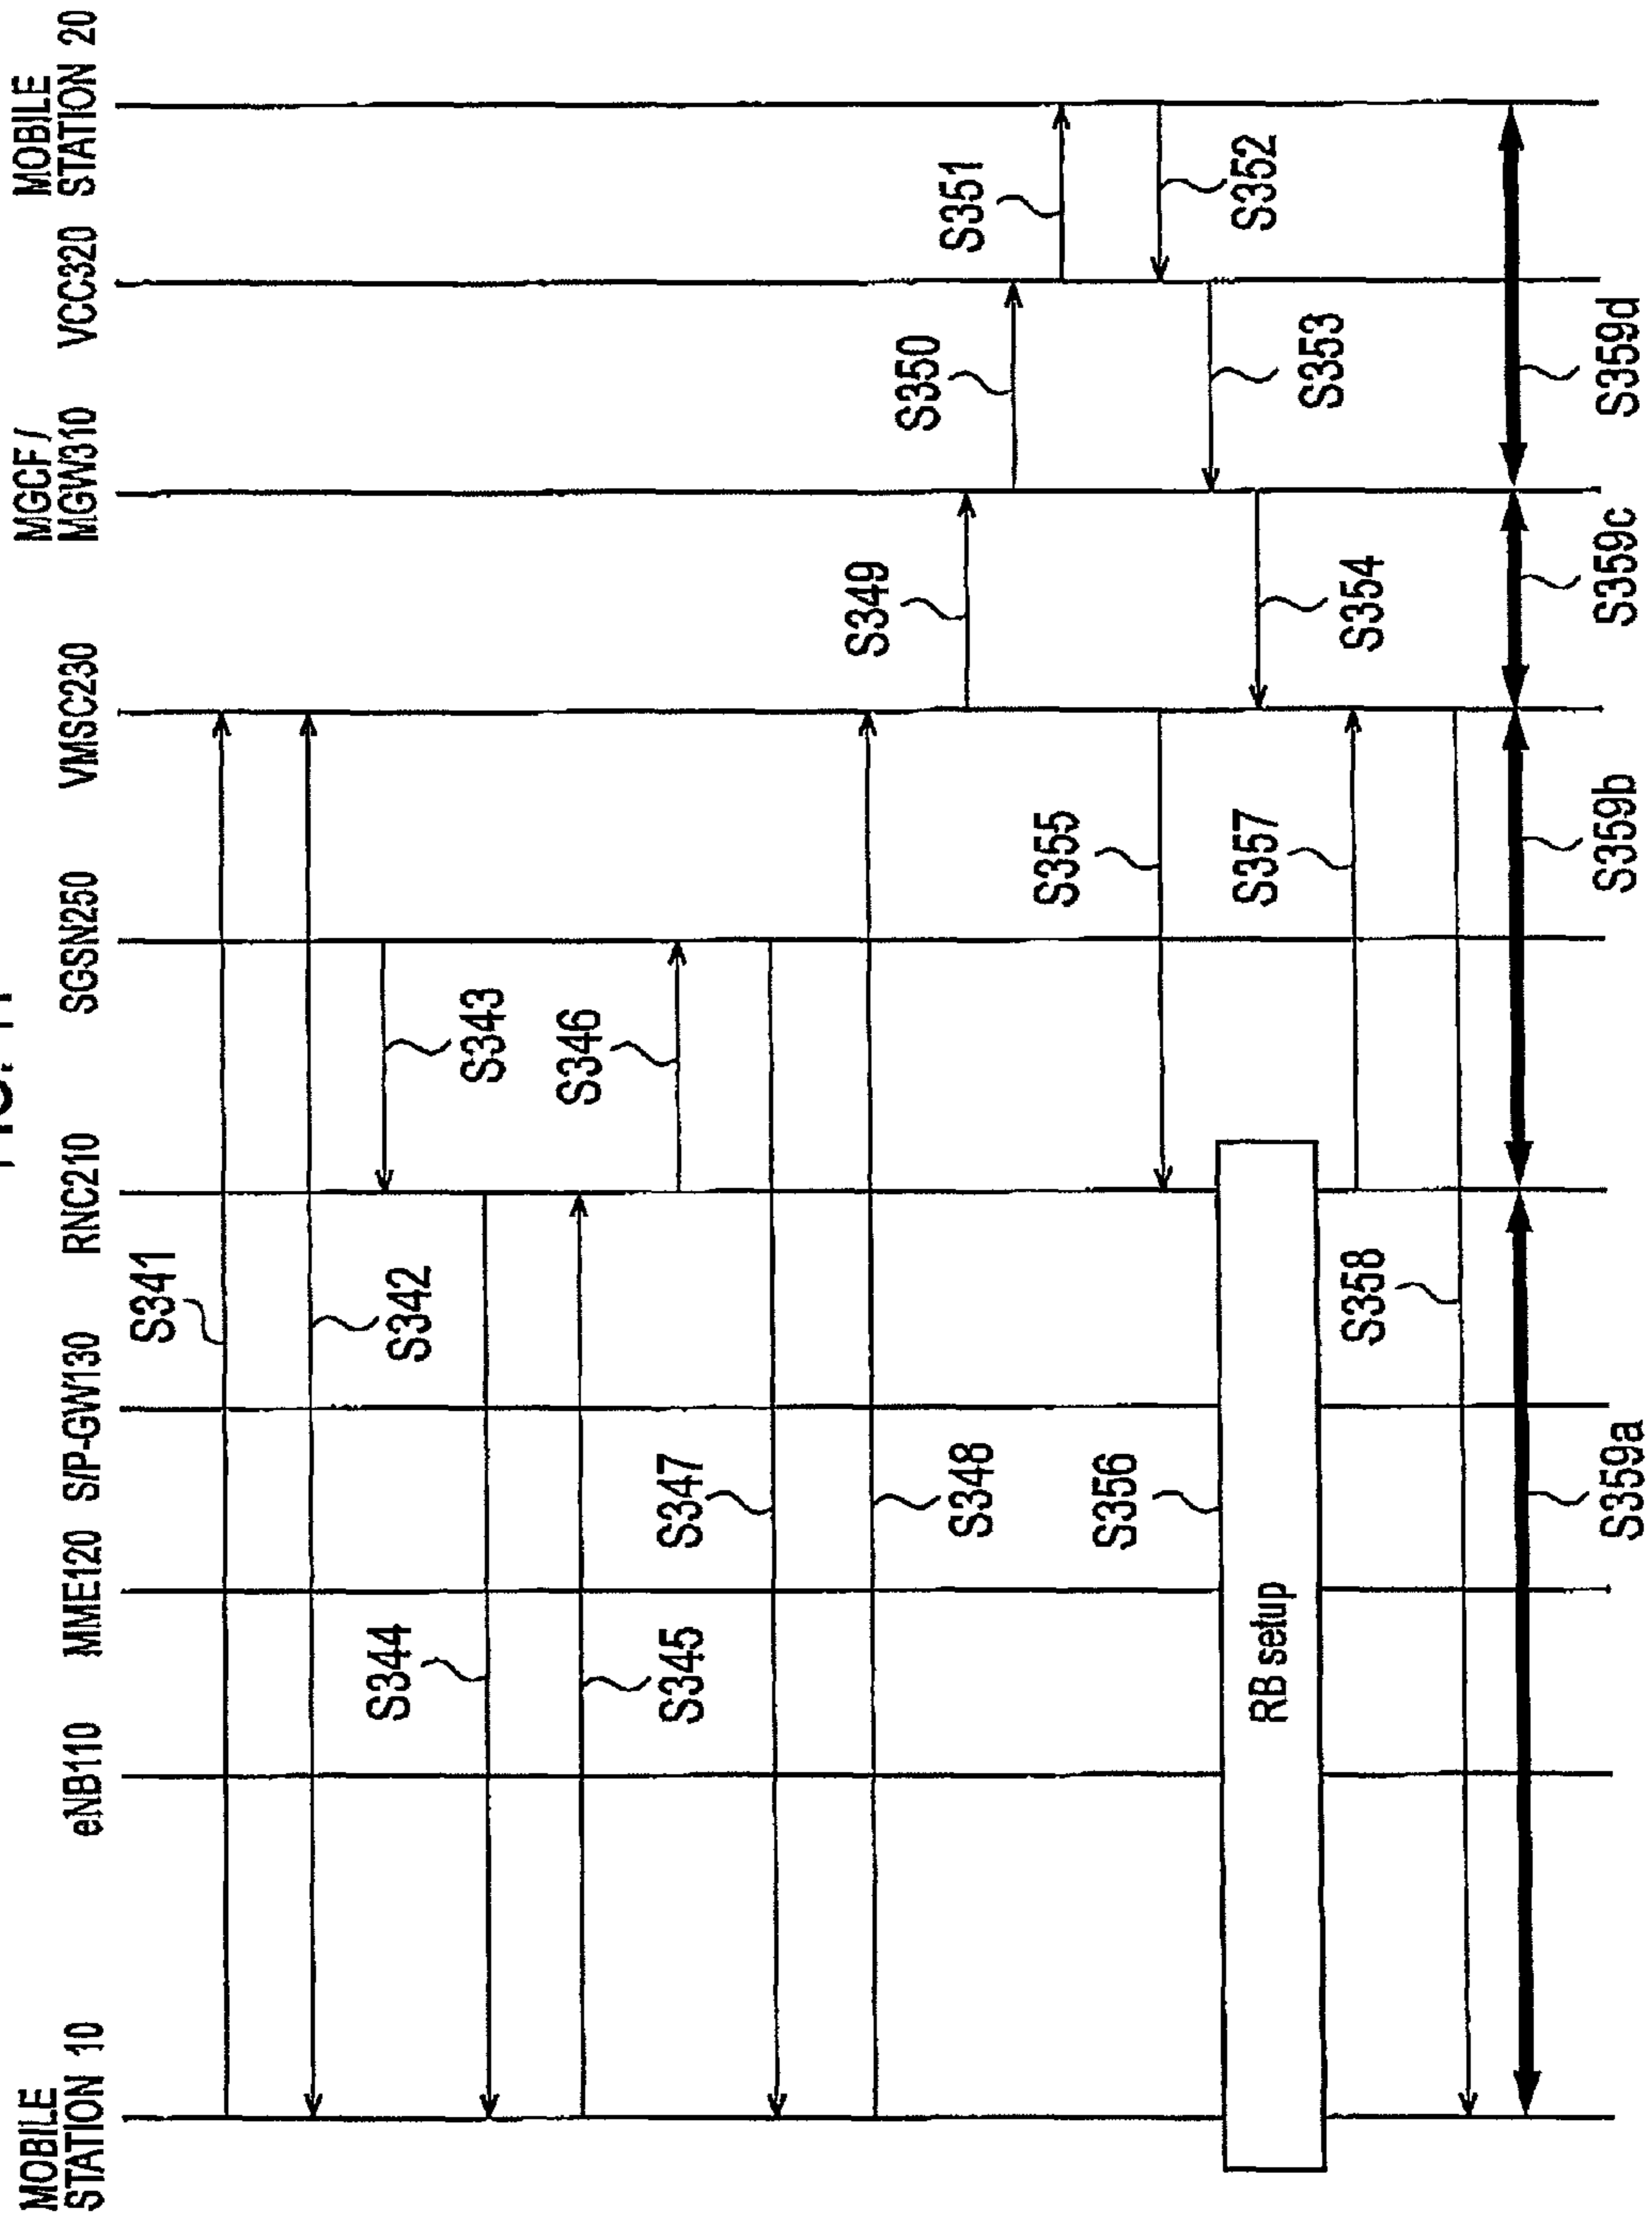 MOBILE
STATION 10
eNB110
MME120
S/P-GW130
RNC210
SGSN250
VMSC230
MGCF/
MGW310
VCC320
MOBILE
STATION 20
S341
S342
S343
S344
S345
S346
S347
S348
S349
S350
S351
S352
S353
S354
S355
S356
RB setup
S357
S358
S359a
S359b
S359c
S359d